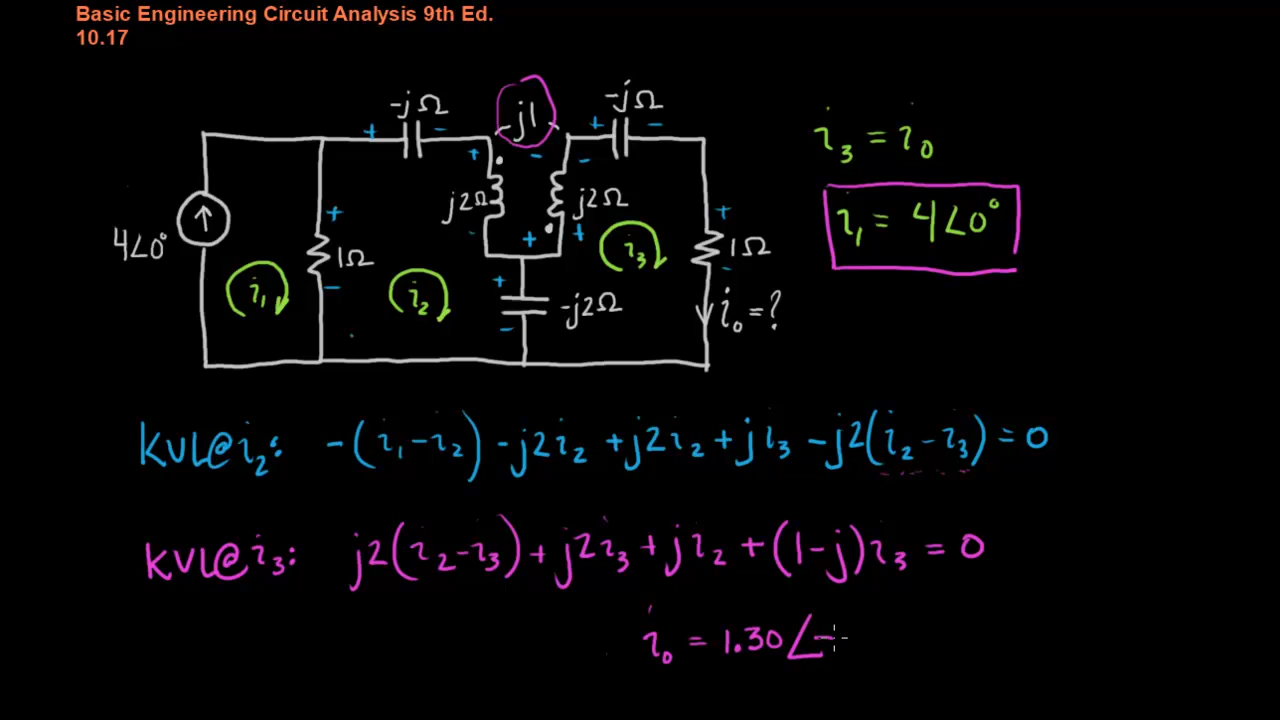 Basic Engineering Circuit Analysis 9th Ed.
10.17
-jΩ
j1
-jΩ
i₃ = i₀
i₁ = 4∠0°
4∠0°
1Ω
j2Ω
j2Ω
1Ω
i₁
i₂
i₃
-j2Ω
i₀ = ?
KVL@i₂: -(i₁-i₂) -j2i₂ +j2i₂ +ji₃ -j2(i₂-i₃) = 0
KVL@i₃: j2(i₂-i₃) + j2i₃ + ji₂ + (1-j)i₃ = 0
i₀ = 1.30∠-